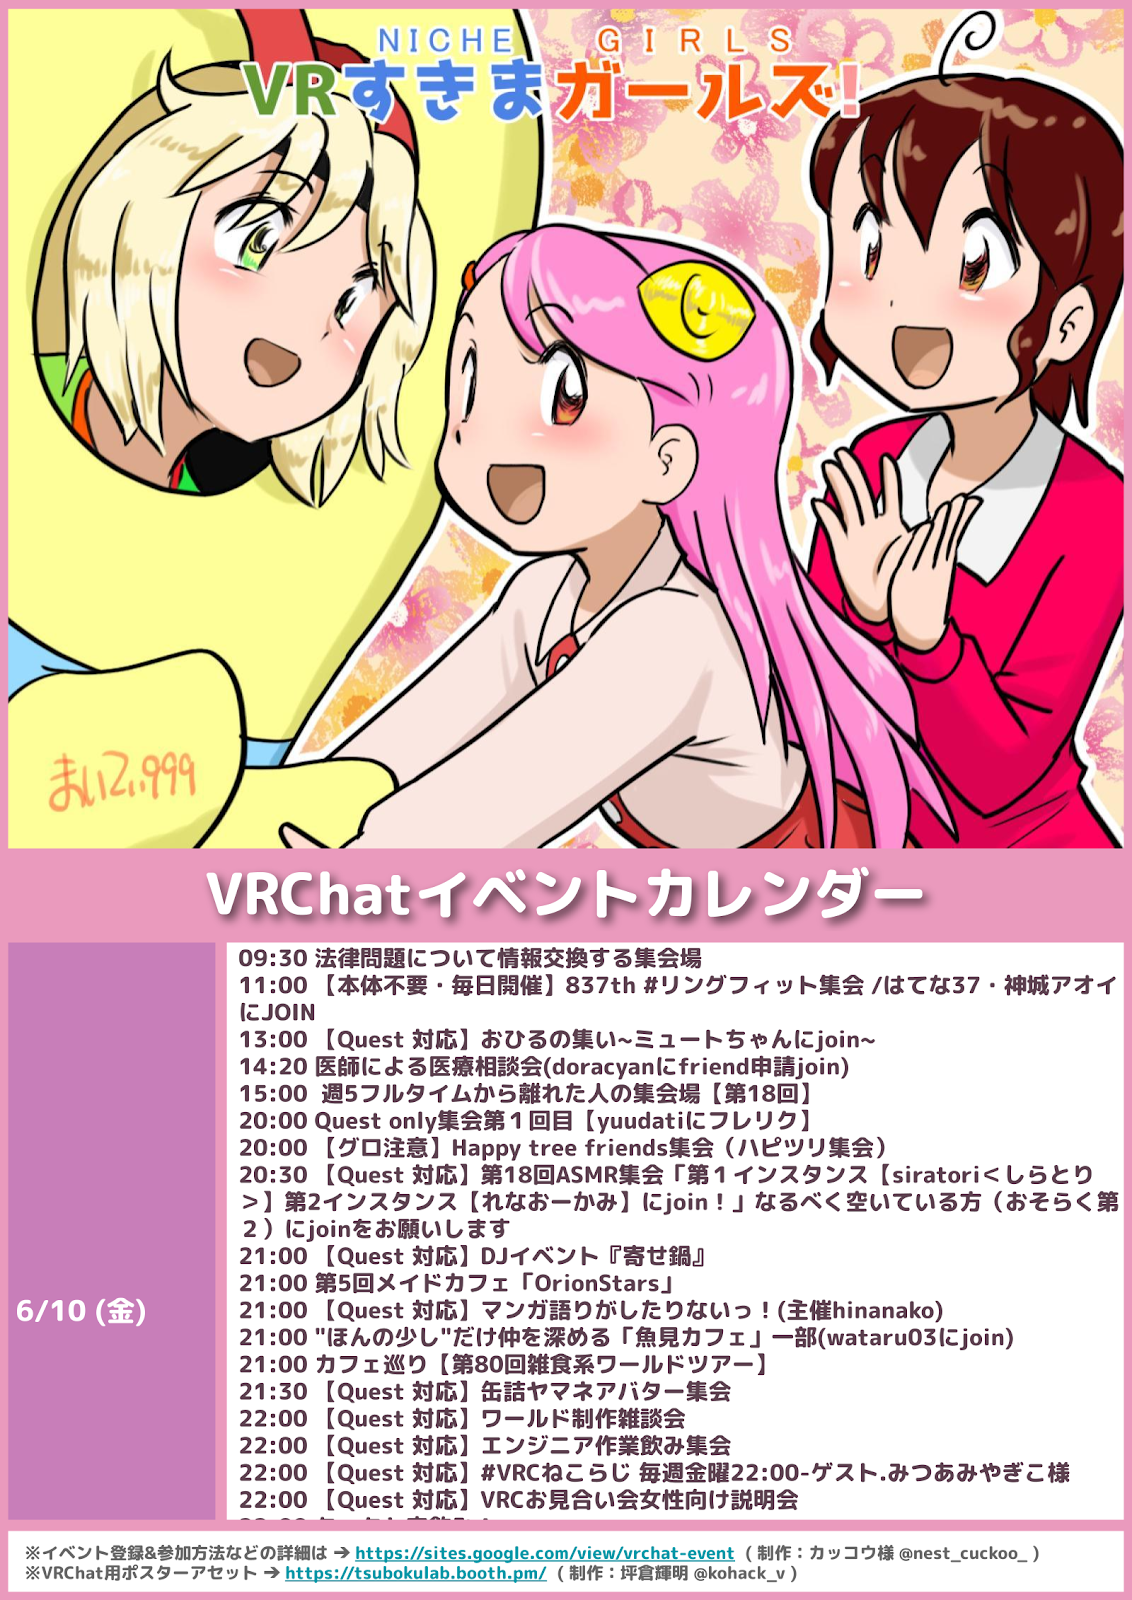 NICHE GIRLS
VRすきまガールズ!
まいてぃ999
VRChatイベントカレンダー
6/10 (金)
09:30 法律問題について情報交換する集会場
11:00 【本体不要・毎日開催】837th #リングフィット集会 /はてな37・神城アオイ
にJOIN
13:00 【Quest 対応】おひるの集い~ミュートちゃんにjoin~
14:20 医師による医療相談会(doracyanにfriend申請join)
15:00  週5フルタイムから離れた人の集会場【第18回】
20:00 Quest only集会第１回目【yuudatiにフレリク】
20:00 【グロ注意】Happy tree friends集会（ハピツリ集会）
20:30 【Quest 対応】第18回ASMR集会「第１インスタンス【siratori＜しらとり
＞】第2インスタンス【れなおーかみ】にjoin！」なるべく空いている方（おそらく第
２）にjoinをお願いします
21:00 【Quest 対応】DJイベント『寄せ鍋』
21:00 第5回メイドカフェ「OrionStars」
21:00 【Quest 対応】マンガ語りがしたりないっ！(主催hinanako)
21:00 "ほんの少し"だけ仲を深める「魚見カフェ」一部(wataru03にjoin)
21:00 カフェ巡り【第80回雑食系ワールドツアー】
21:30 【Quest 対応】缶詰ヤマネアバター集会
22:00 【Quest 対応】ワールド制作雑談会
22:00 【Quest 対応】エンジニア作業飲み集会
22:00 【Quest 対応】#VRCねこらじ 毎週金曜22:00-ゲスト.みつあみやぎこ様
22:00 【Quest 対応】VRCお見合い会女性向け説明会
※イベント登録&参加方法などの詳細は ➔ https://sites.google.com/view/vrchat-event （ 制作：カッコウ様 @nest_cuckoo_ ）
※VRChat用ポスターアセット ➔ https://tsubokulab.booth.pm/ （ 制作：坪倉輝明 @kohack_v ）